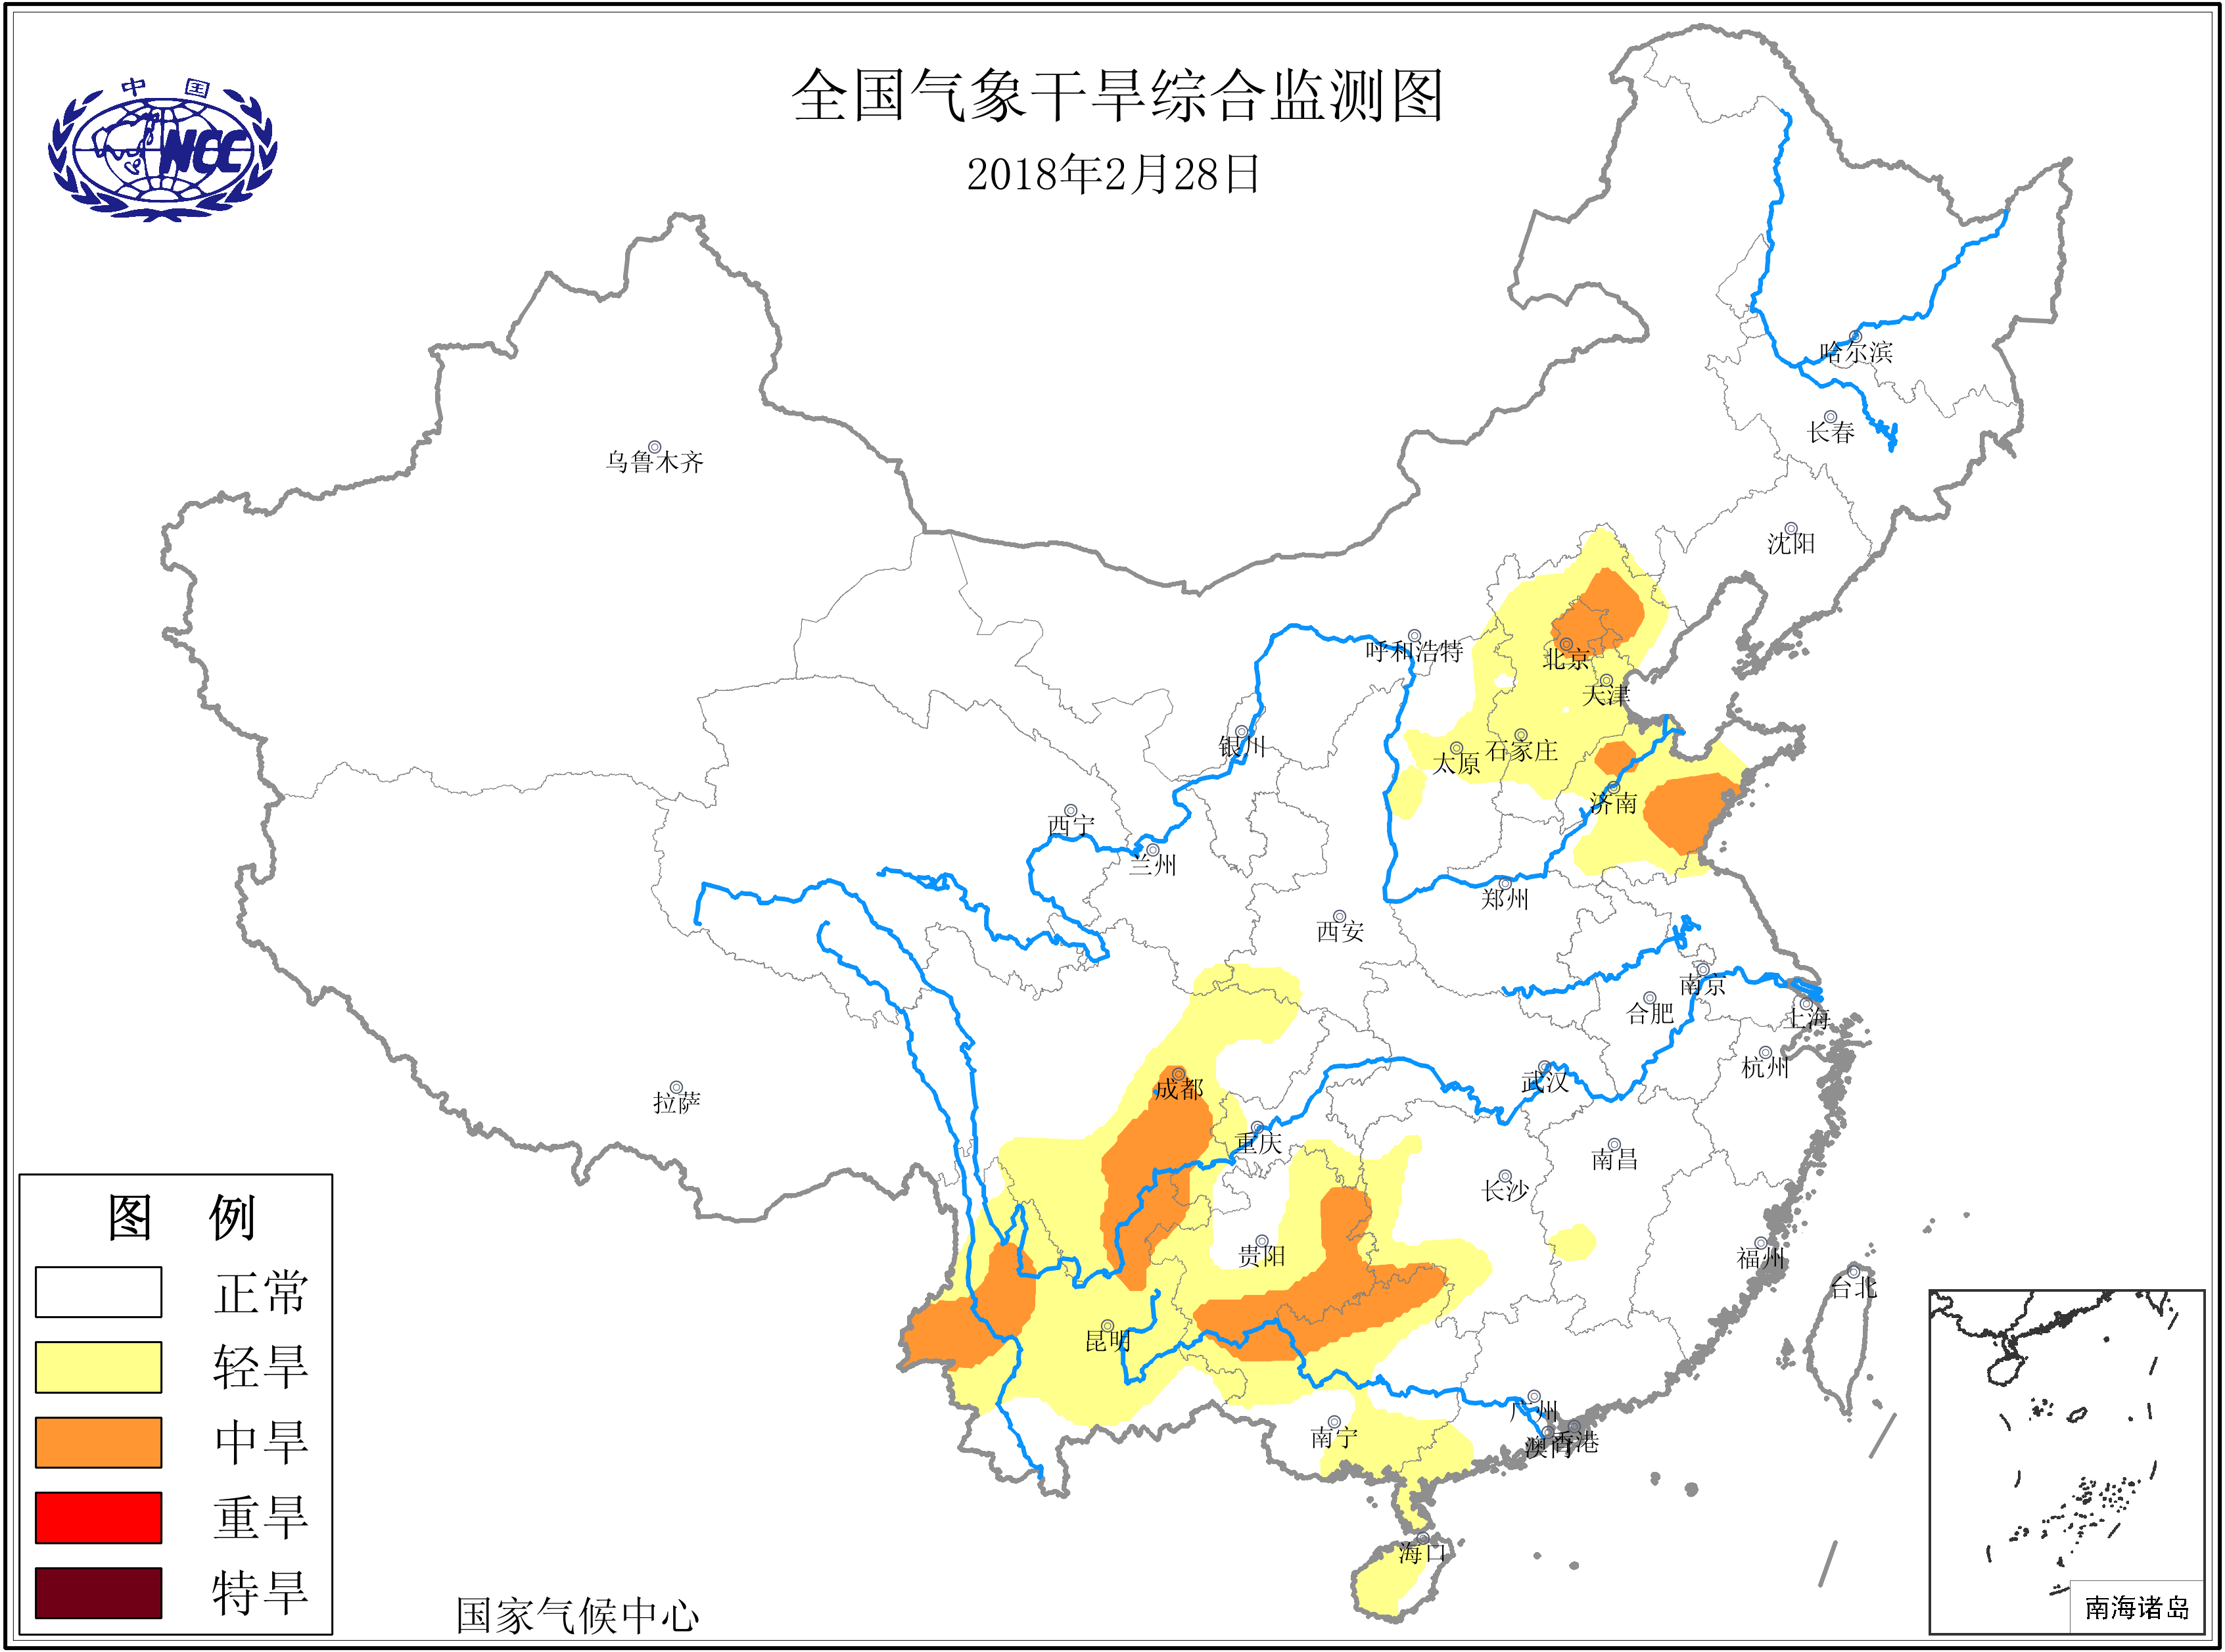 中 国
NCC
全国气象干旱综合监测图
2018年2月28日
哈尔滨
长春
乌鲁木齐
沈阳
呼和浩特
北京
天津
银川
太原
石家庄
济南
西宁
兰州
郑州
西安
南京
合肥
上海
杭州
武汉
成都
拉萨
重庆
南昌
长沙
贵阳
福州
台北
昆明
广州
南宁
澳门
香港
海口
图 例
正常
轻旱
中旱
重旱
特旱
国家气候中心
南海诸岛